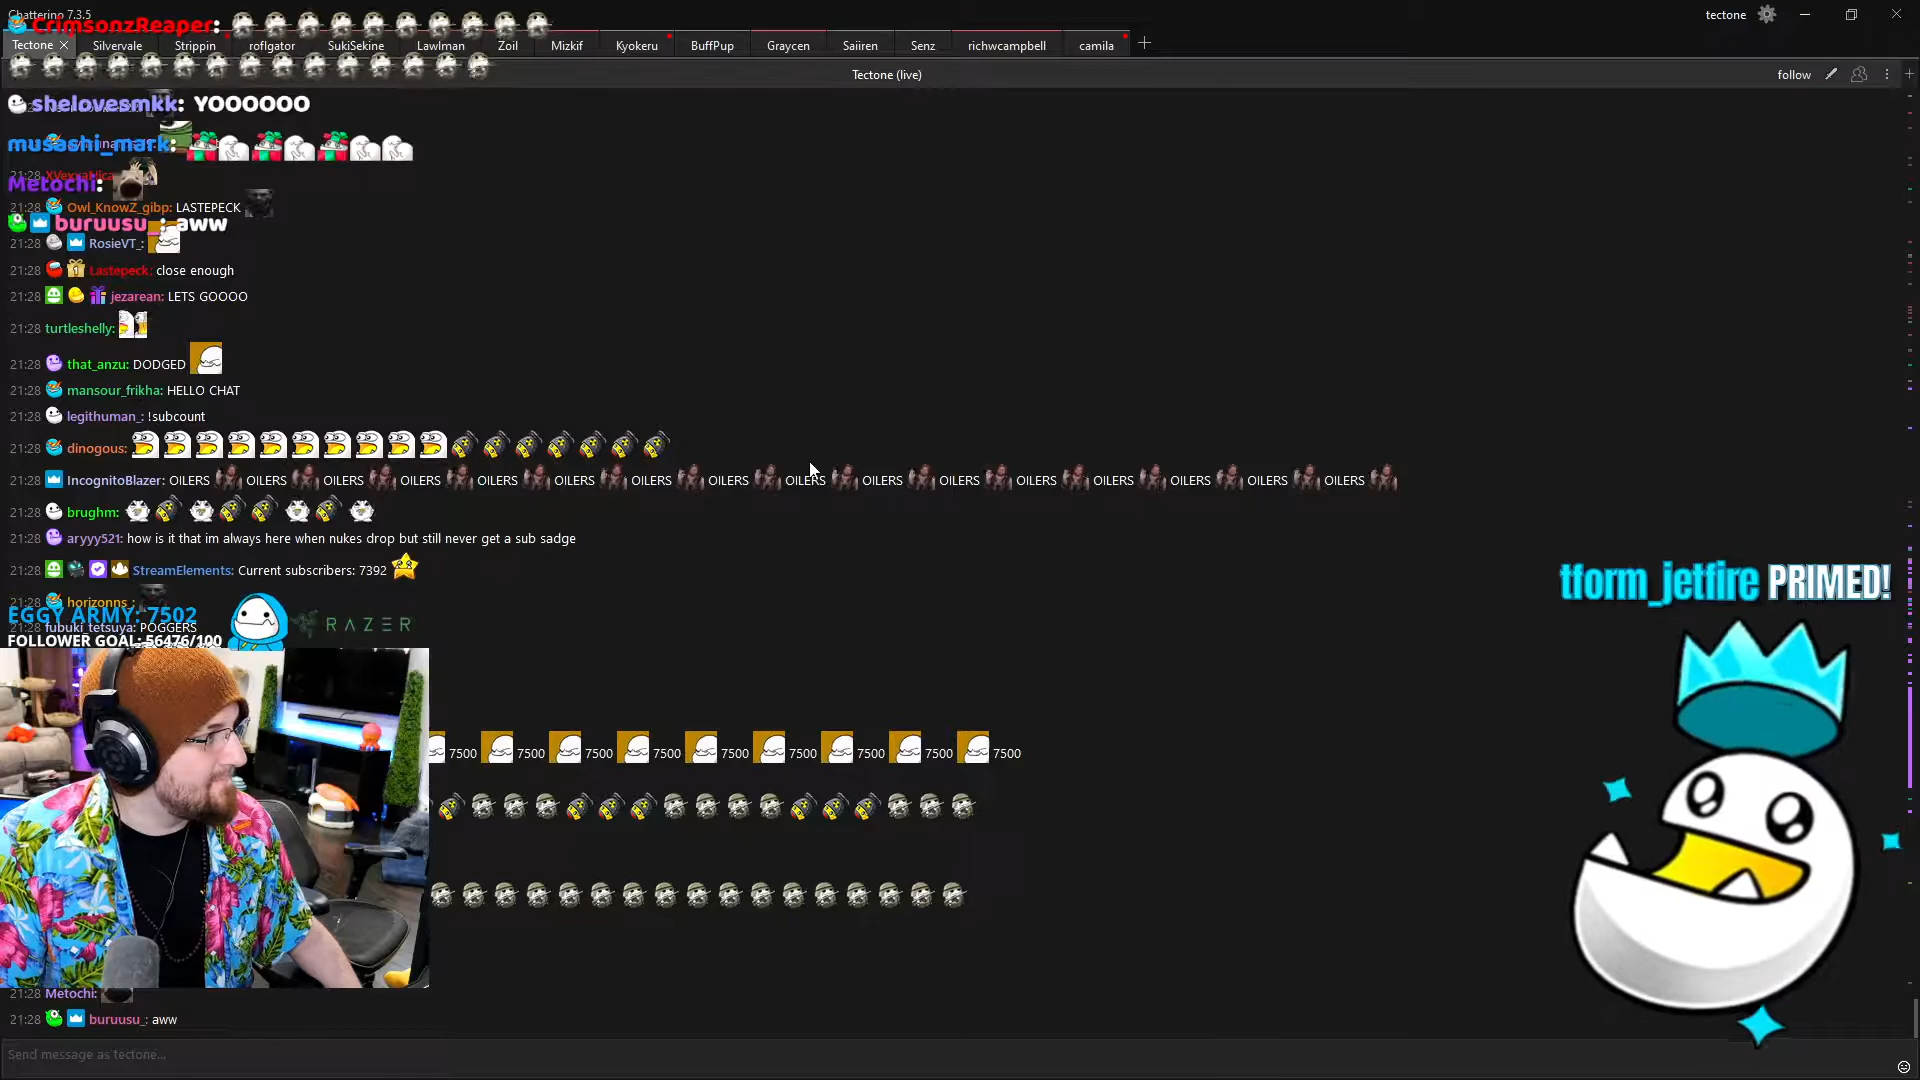 Chatterino 7.3.5
tectone
CrimsonzReaper:
Tectone Silvervale Strippin roflgator SukiSekine Lawlman Zoil Mizkif Kyokeru BuffPup Graycen Saiiren Senz richwcampbell camila
Tectone (live)
follow
shelovesmkk: YOOOOOO
musashi_mark:
21:28
Metochi:
21:28 Owl_KnowZ_gibp: LASTEPECK
buruusu_: aww
21:28 RosieVT_:
21:28 Lastepeck: close enough
21:28 jezarean: LETS GOOOO
21:28 turtleshelly:
21:28 that_anzu: DODGED
21:28 mansour_frikha: HELLO CHAT
21:28 legithuman_: !subcount
21:28 dinogous:
21:28 IncognitoBlazer: OILERS OILERS OILERS OILERS OILERS OILERS OILERS OILERS OILERS OILERS OILERS OILERS OILERS OILERS OILERS OILERS
21:28 brughm:
21:28 aryyy521: how is it that im always here when nukes drop but still never get a sub sadge
21:28 StreamElements: Current subscribers: 7392
21:28 horizonns_:
EGGY ARMY: 7502
fubuki_tetsuya: POGGERS
FOLLOWER GOAL: 56476/100
RAZER
tform_jetfire PRIMED!
7500 7500 7500 7500 7500 7500 7500 7500 7500
21:28 Metochi:
21:28 buruusu_: aww
Send message as tectone...